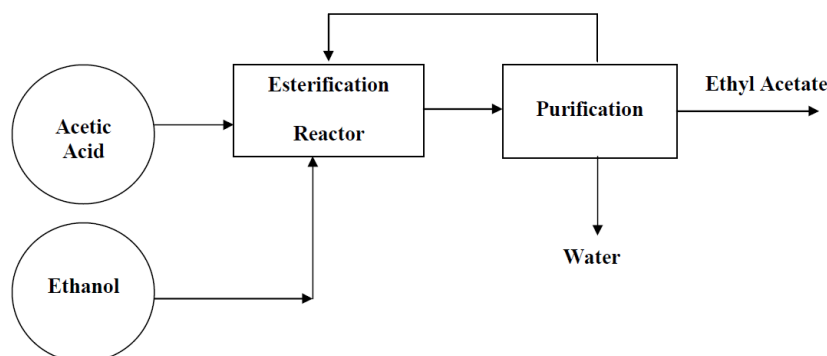 Esterification
Reactor
Purification
Ethyl Acetate
Acetic
Acid
Water
Ethanol